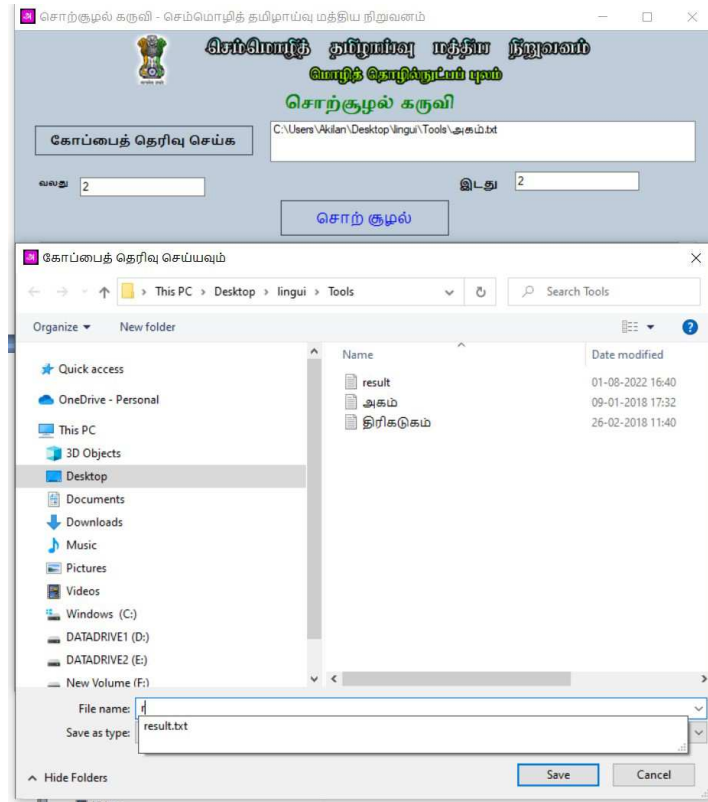 சொற்சூழல் கருவி - செம்மொழித் தமிழாய்வு மத்திய நிறுவனம்
செம்மொழித் தமிழாய்வு மத்திய நிறுவனம்
மொழித் தொழில்நுட்பப் புலம்
சொற்சூழல் கருவி
கோப்பைத் தெரிவு செய்க
C:\Users\Akilan\Desktop\lingui\Tools\அகம்.txt
வலது 2 இடது 2
சொற் சூழல்
கோப்பைத் தெரிவு செய்யவும்
This PC > Desktop > lingui > Tools
Search Tools
Organize New folder
Name Date modified
Quick access
OneDrive - Personal
This PC
3D Objects
Desktop
Documents
Downloads
Music
Pictures
Videos
Windows (C:)
DATADRIVE1 (D:)
DATADRIVE2 (E:)
New Volume (F:)
result 01-08-2022 16:40
அகம் 09-01-2018 17:32
திரிகடுகம் 26-02-2018 11:40
File name: r
result.txt
Save as type:
Hide Folders
Save Cancel